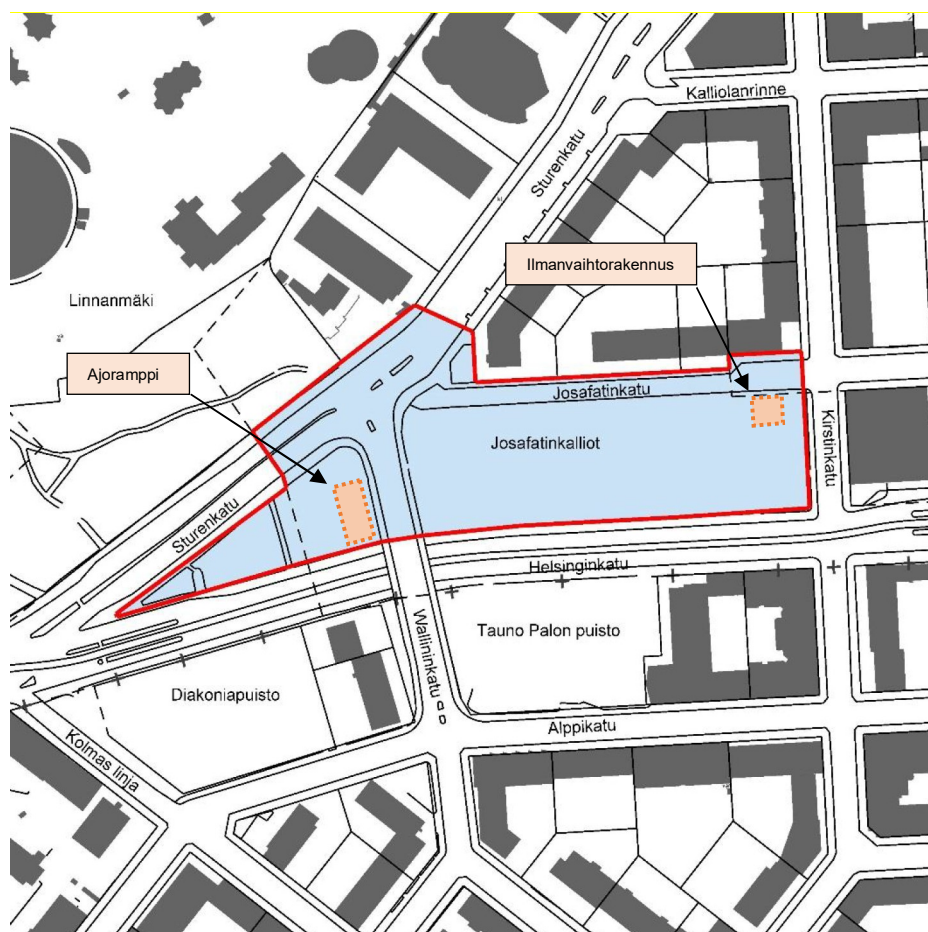 Kalliolanrinne
Sturenkatu
Ilmanvaihtorakennus
Linnanmäki
Ajoramppi
Josafatinkatu
Josafatinkalliot
Kirstinkatu
Sturenkatu
Helsinginkatu
Wallininkatu
Tauno Palon puisto
Diakoniapuisto
Alppikatu
Kolmas linja